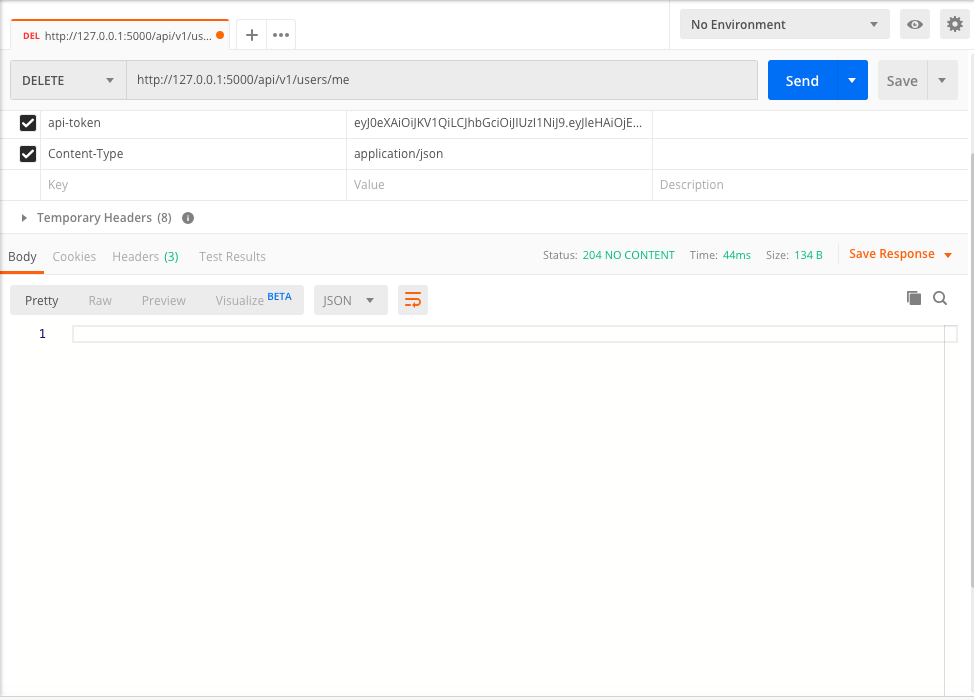 DEL http://127.0.0.1:5000/api/v1/us...
No Environment
DELETE http://127.0.0.1:5000/api/v1/users/me Send Save
api-token eyJ0eXAiOiJKV1QiLCJhbGciOiJIUzI1NiJ9.eyJleHAiOjE...
Content-Type application/json
Key Value Description
Temporary Headers (8)
Body Cookies Headers (3) Test Results Status: 204 NO CONTENT Time: 44ms Size: 134 B Save Response
Pretty Raw Preview Visualize BETA JSON
1